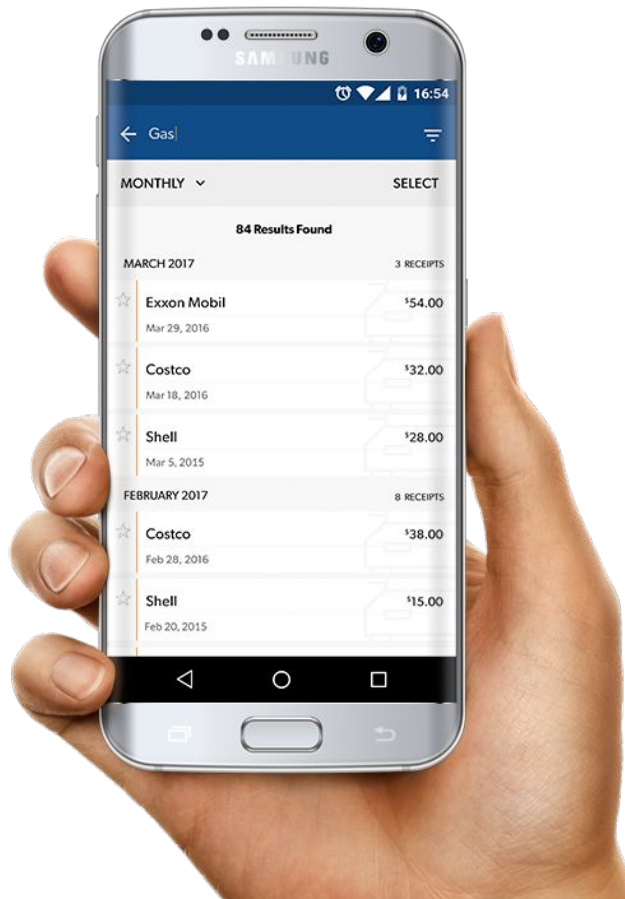 SAMSUNG
16:54
Gas
MONTHLY SELECT
84 Results Found
MARCH 2017 3 RECEIPTS
Exxon Mobil $54.00
Mar 29, 2016
Costco $32.00
Mar 18, 2016
Shell $28.00
Mar 5, 2015
FEBRUARY 2017 8 RECEIPTS
Costco $38.00
Feb 28, 2016
Shell $15.00
Feb 20, 2015